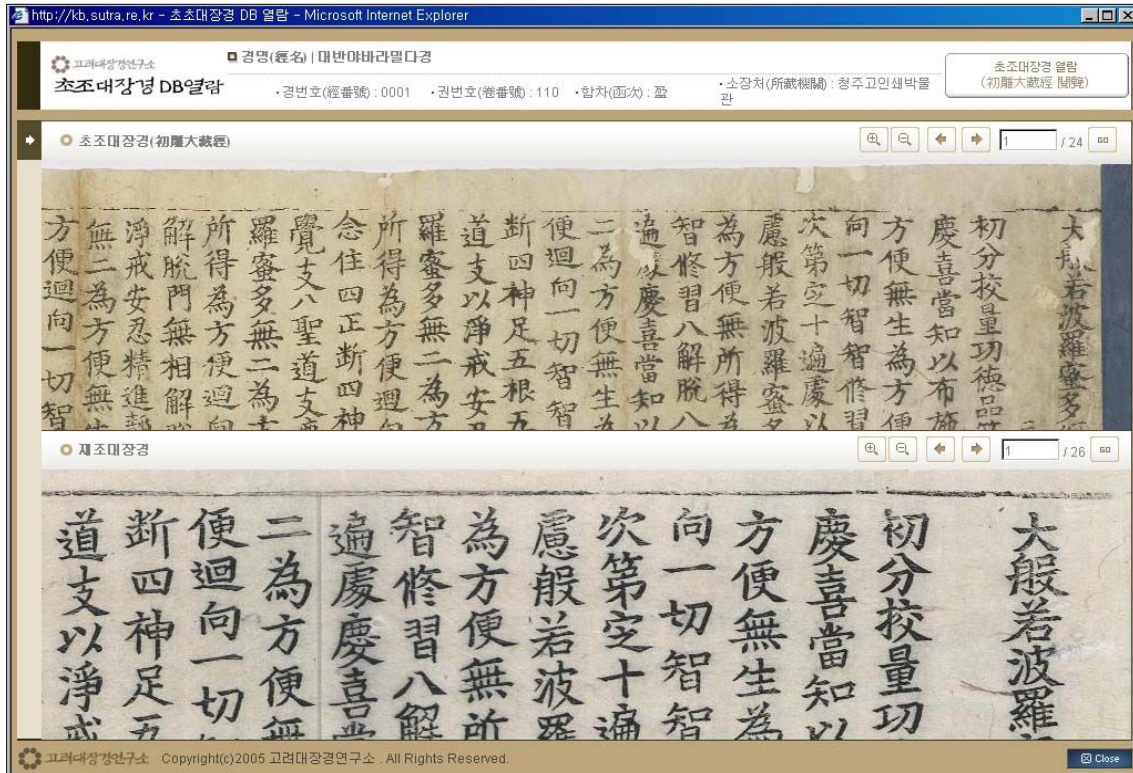 http://kb.sutra.re.kr - 초조대장경 DB 열람 - Microsoft Internet Explorer
고려대장경연구소
초조대장경 DB열람
경명(經名) | 대반야바라밀다경
·경번호(經番號) : 0001 ·권번호(卷番號) : 110 ·함차(函次) : 盈
·소장처(所藏機關) : 청주고인쇄박물
관
초조대장경 열람
(初雕大藏經 閱覽)
초조대장경(初雕大藏經)
1 / 24 GO
大般若波羅蜜多
初分校量功德品
慶喜當知以布施
方便無生為方便
向一切智智修習
次第定十遍處以
慮般若波羅蜜多
為方便無所得為
智修習八解脫八
遍處慶喜當知以
二為方便無生為
便迴向一切智智
断四神足五根五
道支以淨戒安忍
羅蜜多無二為方
所得為方便迴向
念住四正断四神
覺支八聖道支慶
羅蜜多無二為方
所得為方便迴向
解脫門無相解脫
淨戒安忍精進靜
無二為方便無生
方便迴向一切智
재조대장경
1 / 26 GO
大般若波羅
初分校量功
慶喜當知以
方便無生為
向一切智智
次第定十遍
慮般若波羅
為方便無所
智修習八解
遍處慶喜當
二為方便無
便迴向一切
断四神足五
道支以淨戒
고려대장경연구소 Copyright(c)2005 고려대장경연구소 . All Rights Reserved.
Close